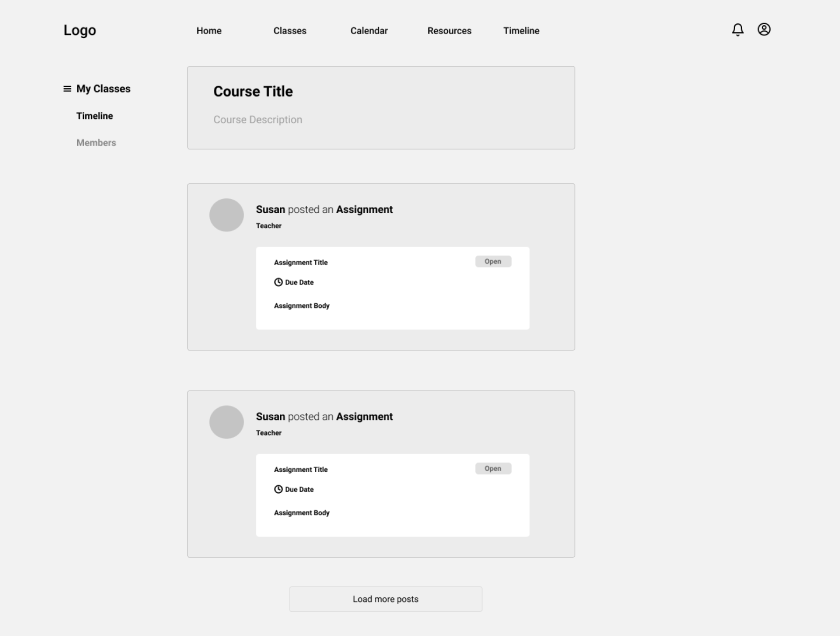 Logo
Home
Classes
Calendar
Resources
Timeline
My Classes
Timeline
Members
Course Title
Course Description
Susan posted an Assignment
Teacher
Assignment Title
Open
Due Date
Assignment Body
Susan posted an Assignment
Teacher
Assignment Title
Open
Due Date
Assignment Body
Load more posts